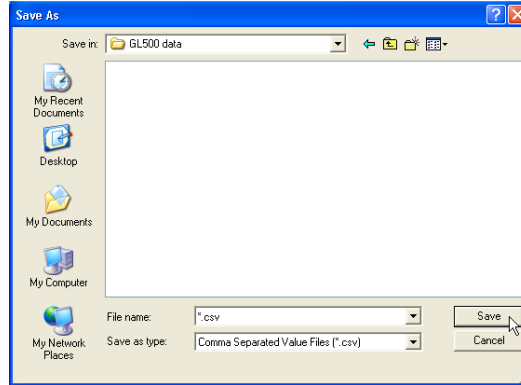 Save As
Save in:
GL500 data
My Recent
Documents
Desktop
My Documents
My Computer
My Network
Places
File name:
*.csv
Save
Save as type:
Comma Separated Value Files (*.csv)
Cancel